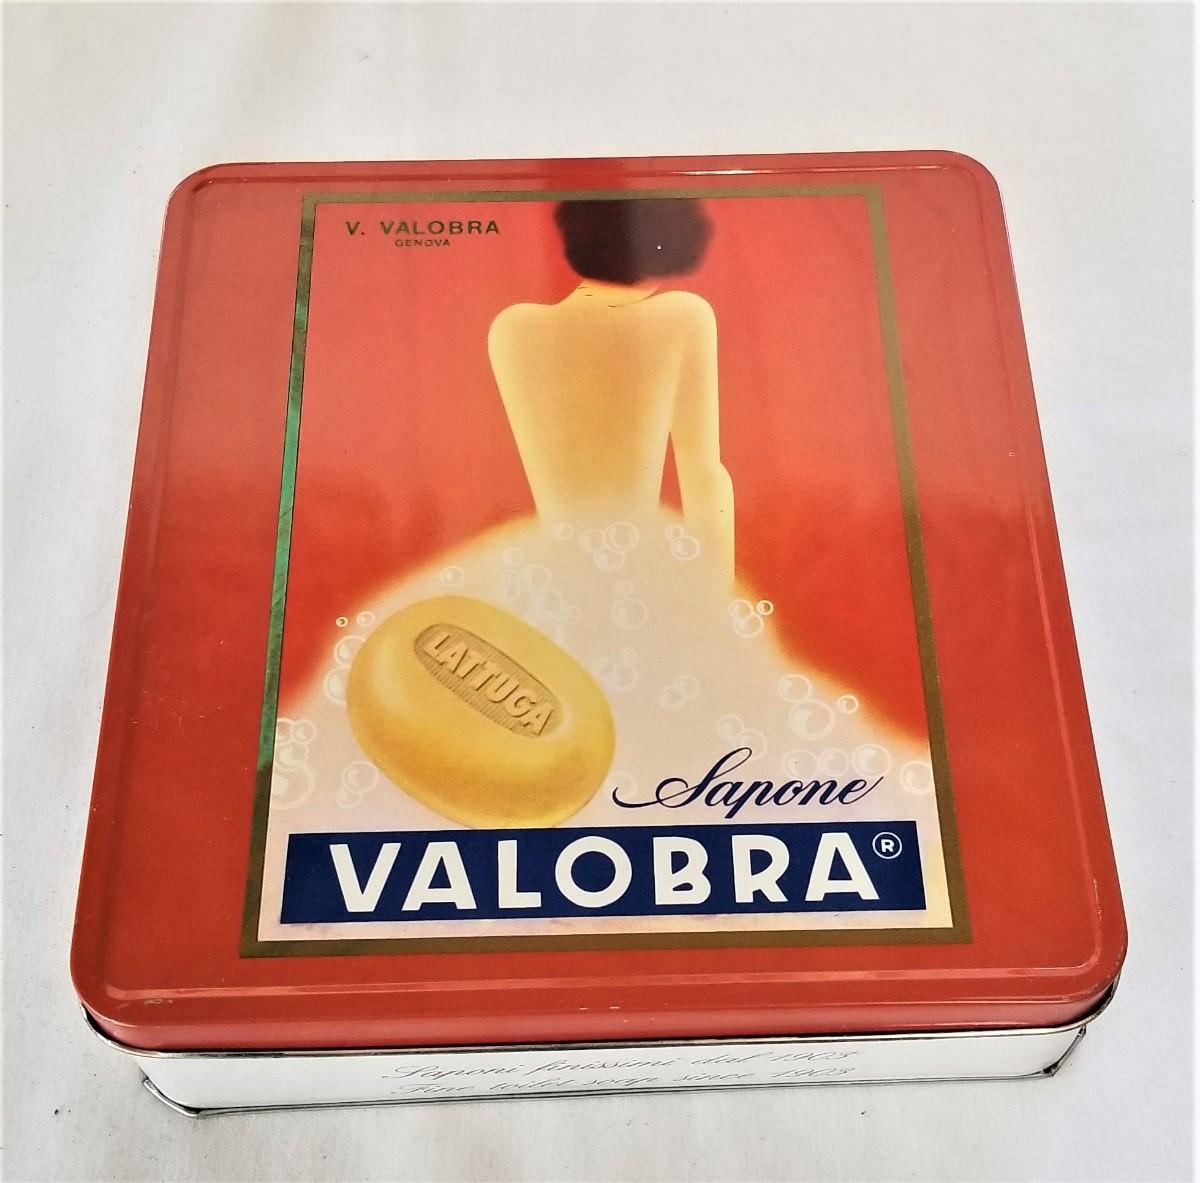 V. VALOBRA
GENOVA
LATTUGA
Sapone
VALOBRA®
Saponi finissimi dal 1903
Fine toilet soap since 1903